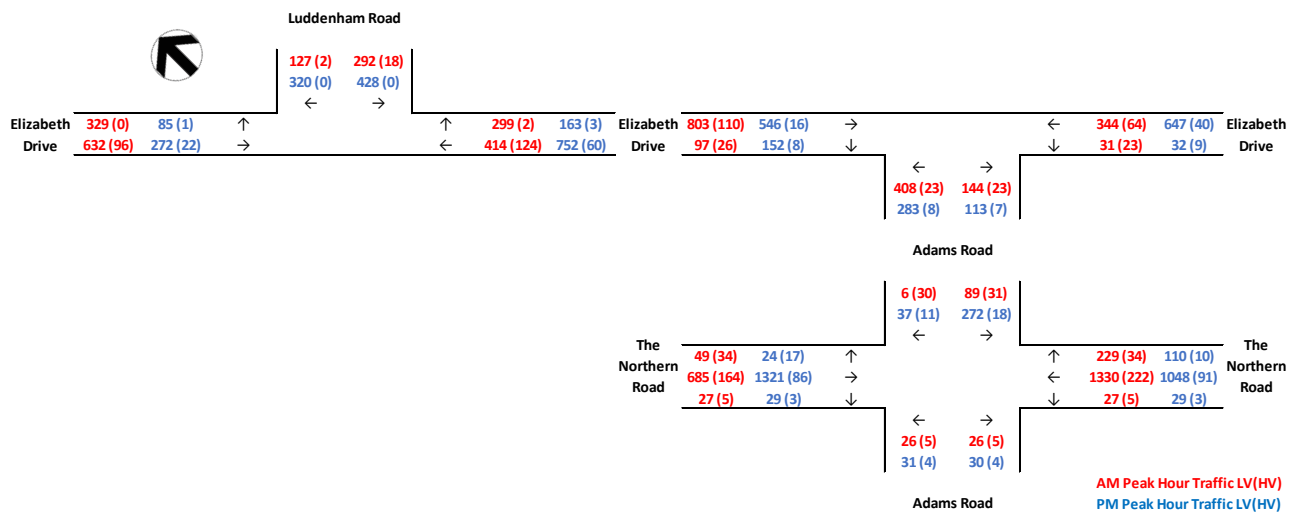 Luddenham Road
127 (2) 292 (18)
320 (0) 428 (0)
← →
Elizabeth 329 (0) 85 (1) ↑ ↑ 299 (2) 163 (3) Elizabeth 803 (110) 546 (16) → ← 344 (64) 647 (40) Elizabeth
Drive 632 (96) 272 (22) → ← 414 (124) 752 (60) Drive 97 (26) 152 (8) ↓ ↓ 31 (23) 32 (9) Drive
← →
408 (23) 144 (23)
283 (8) 113 (7)
Adams Road
6 (30) 89 (31)
37 (11) 272 (18)
← →
The 49 (34) 24 (17) ↑ ↑ 229 (34) 110 (10) The
Northern 685 (164) 1321 (86) → ← 1330 (222) 1048 (91) Northern
Road 27 (5) 29 (3) ↓ ↓ 27 (5) 29 (3) Road
← →
26 (5) 26 (5)
31 (4) 30 (4)
Adams Road
AM Peak Hour Traffic LV(HV)
PM Peak Hour Traffic LV(HV)